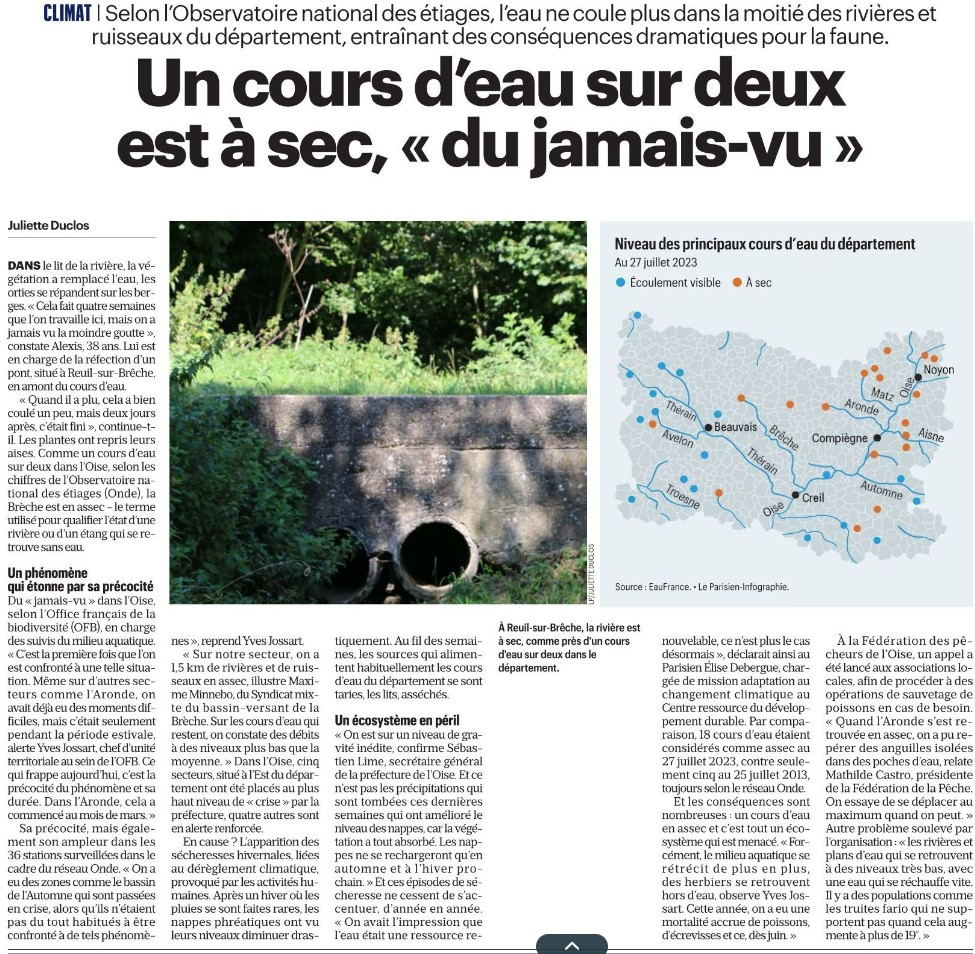 CLIMAT | Selon l'Observatoire national des étiages, l'eau ne coule plus dans la moitié des rivières et
ruisseaux du département, entraînant des conséquences dramatiques pour la faune.
Un cours d'eau sur deux
est à sec, « du jamais-vu »
Juliette Duclos
DANS le lit de la rivière, la vé-
gétation a remplacé l'eau, les
orties se répandent sur les ber-
ges. « Cela fait quatre semaines
que l'on travaille ici, mais on a
jamais vu la moindre goutte »,
constate Alexis, 38 ans. Lui est
en charge de la réfection d'un
pont, situé à Reuil-sur-Brêche,
en amont du cours d'eau.
« Quand il a plu, cela a bien
coulé un peu, mais deux jours
après, c'était fini », continue-t-
il. Les plantes ont repris leurs
aises. Comme un cours d'eau
sur deux dans l'Oise, selon les
chiffres de l'Observatoire na-
tional des étiages (Onde), la
Brèche est en assec – le terme
utilisé pour qualifier l'état d'une
rivière ou d'un étang qui se re-
trouve sans eau.
Un phénomène
qui étonne par sa précocité
Du « jamais-vu » dans l'Oise,
selon l'Office français de la
biodiversité (OFB), en charge
des suivis du milieu aquatique.
« C'est la première fois que l'on
est confronté à une telle situa-
tion. Même sur d'autres sec-
teurs comme l'Aronde, on
avait déjà eu des moments dif-
ficiles, mais c'était seulement
pendant la période estivale,
alerte Yves Jossart, chef d'unité
territoriale au sein de l'OFB. Ce
qui frappe aujourd'hui, c'est la
précocité du phénomène et sa
durée. Dans l'Aronde, cela a
commencé au mois de mars. »
Sa précocité, mais égale-
ment son ampleur dans les
36 stations surveillées dans le
cadre du réseau Onde. « On a
eu des zones comme le bassin
de l'Automne qui sont passées
en crise, alors qu'ils n'étaient
pas du tout habitués à être
confronté à de tels phénomè-
nes », reprend Yves Jossart.
« Sur notre secteur, on a
1,5 km de rivières et de ruis-
seaux en assec, illustre Maxi-
me Minnebo, du Syndicat mix-
te du bassin-versant de la
Brèche. Sur les cours d'eau qui
restent, on constate des débits
à des niveaux plus bas que la
moyenne. » Dans l'Oise, cinq
secteurs, situé à l'Est du dépar-
tement ont été placés au plus
haut niveau de « crise » par la
préfecture, quatre autres sont
en alerte renforcée.
En cause ? L'apparition des
sécheresses hivernales, liées
au dérèglement climatique,
provoqué par les activités hu-
maines. Après un hiver où les
pluies se sont faites rares, les
nappes phréatiques ont vu
leurs niveaux diminuer dras-
tiquement. Au fil des semai-
nes, les sources qui alimen-
tent habituellement les cours
d'eau du département se sont
taries, les lits, asséchés.
Un écosystème en péril
« On est sur un niveau de gra-
vité inédite, confirme Sébas-
tien Lime, secrétaire général
de la préfecture de l'Oise. Et ce
n'est pas les précipitations qui
sont tombées ces dernières
semaines qui ont amélioré le
niveau des nappes, car la végé-
tation a tout absorbé. Les nap-
pes ne se rechargeront qu'en
automne et à l'hiver pro-
chain. » Et ces épisodes de sé-
cheresse ne cessent de s'ac-
centuer, d'année en année.
« On avait l'impression que
l'eau était une ressource re-
nouvelable, ce n'est plus le cas
désormais », déclarait ainsi au
Parisien Élise Debergue, char-
gée de mission adaptation au
changement climatique au
Centre ressource du dévelop-
pement durable. Par compa-
raison, 18 cours d'eau étaient
considérés comme assec au
27 juillet 2023, contre seule-
ment cinq au 25 juillet 2013,
toujours selon le réseau Onde.
Et les conséquences sont
nombreuses : un cours d'eau
en assec et c'est tout un éco-
système qui est menacé. « For-
cément, le milieu aquatique se
rétrécit de plus en plus,
des herbiers se retrouvent
hors d'eau, observe Yves Jos-
sart. Cette année, on a eu une
mortalité accrue de poissons,
d'écrevisses et ce, dès juin. »
À la Fédération des pê-
cheurs de l'Oise, un appel a
été lancé aux associations lo-
cales, afin de procéder à des
opérations de sauvetage de
poissons en cas de besoin.
« Quand l'Aronde s'est re-
trouvée en assec, on a pu re-
pérer des anguilles isolées
dans des poches d'eau, relate
Mathilde Castro, présidente
de la Fédération de la Pêche.
On essaye de se déplacer au
maximum quand on peut. »
Autre problème soulevé par
l'organisation : « les rivières et
plans d'eau qui se retrouvent
à des niveaux très bas, avec
une eau qui se réchauffe vite.
Il y a des populations comme
les truites fario qui ne sup-
portent pas quand cela aug-
mente à plus de 19°. »
LP/JULIETTE DUCLOS
À Reuil-sur-Brêche, la rivière est
à sec, comme près d'un cours
d'eau sur deux dans le
département.
Niveau des principaux cours d'eau du département
Au 27 juillet 2023
Écoulement visible
À sec
Noyon
Oise
Matz
Aronde
Thérain
Beauvais
Brêche
Compiègne
Aisne
Avelon
Thérain
Automne
Troesne
Creil
Oise
Source : EauFrance. • Le Parisien-Infographie.